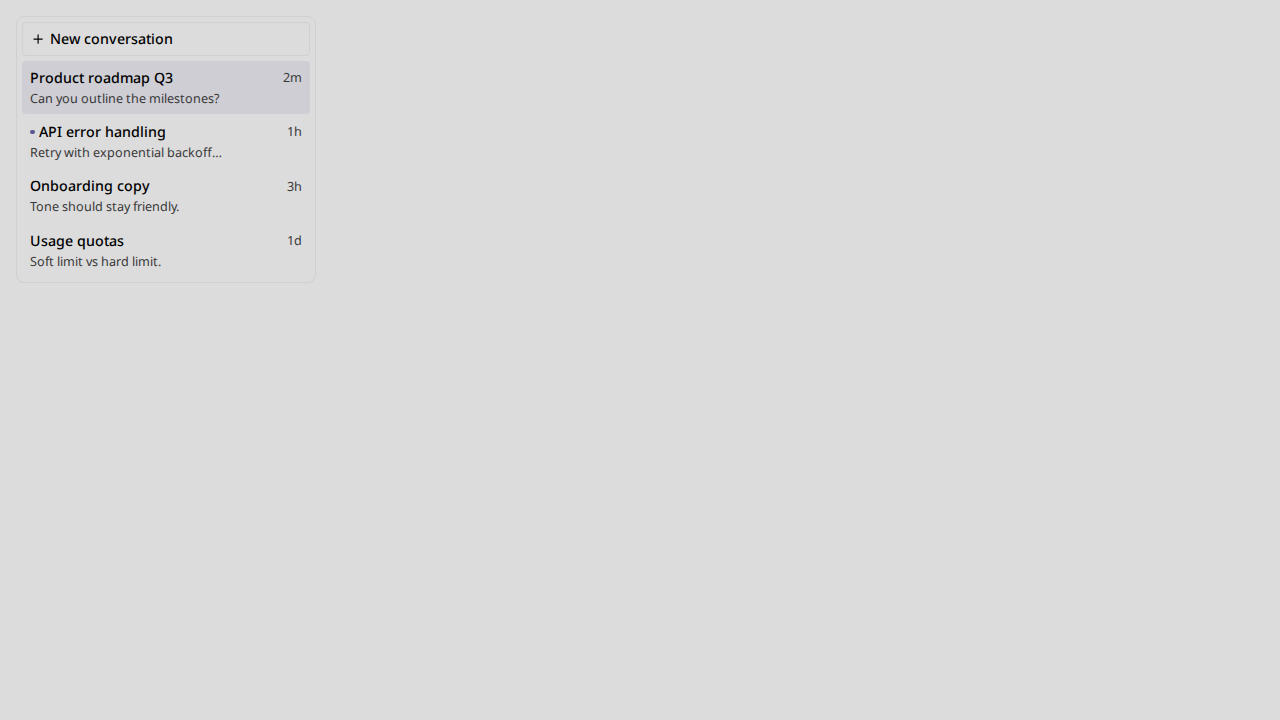 + New conversation
Product roadmap Q3 2m
Can you outline the milestones?
API error handling 1h
Retry with exponential backoff...
Onboarding copy 3h
Tone should stay friendly.
Usage quotas 1d
Soft limit vs hard limit.